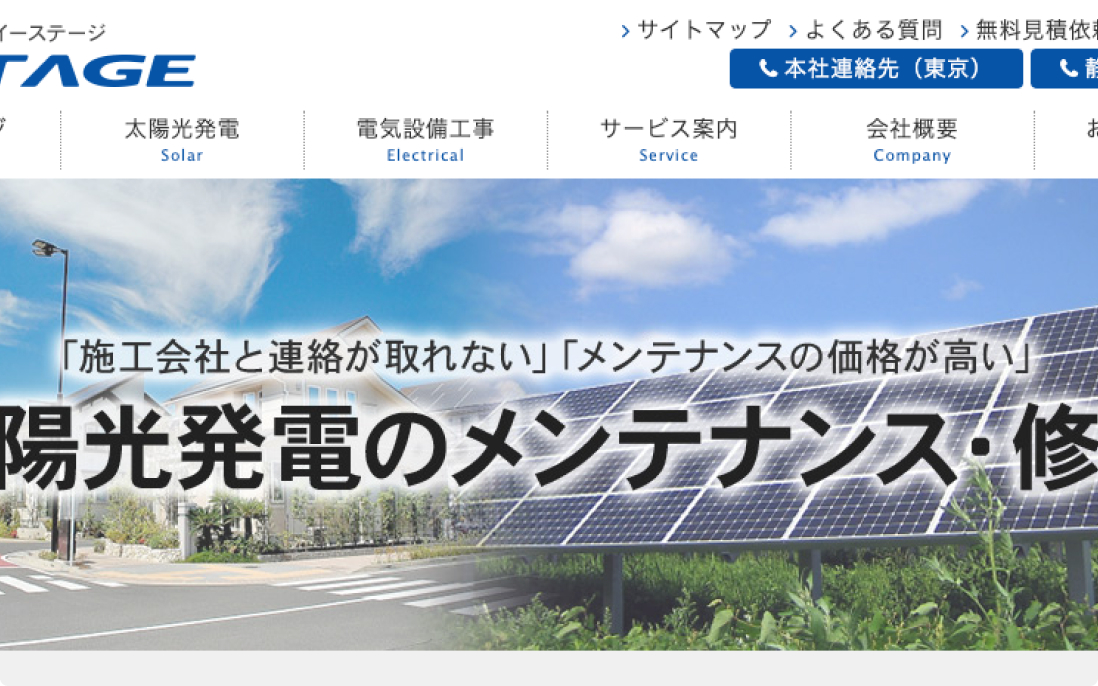 イーステージ
TAGE
サイトマップ
よくある質問
無料見積依
本社連絡先（東京）
太陽光発電
Solar
電気設備工事
Electrical
サービス案内
Service
会社概要
Company
お
「施工会社と連絡が取れない」「メンテナンスの価格が高い」
陽光発電のメンテナンス・修